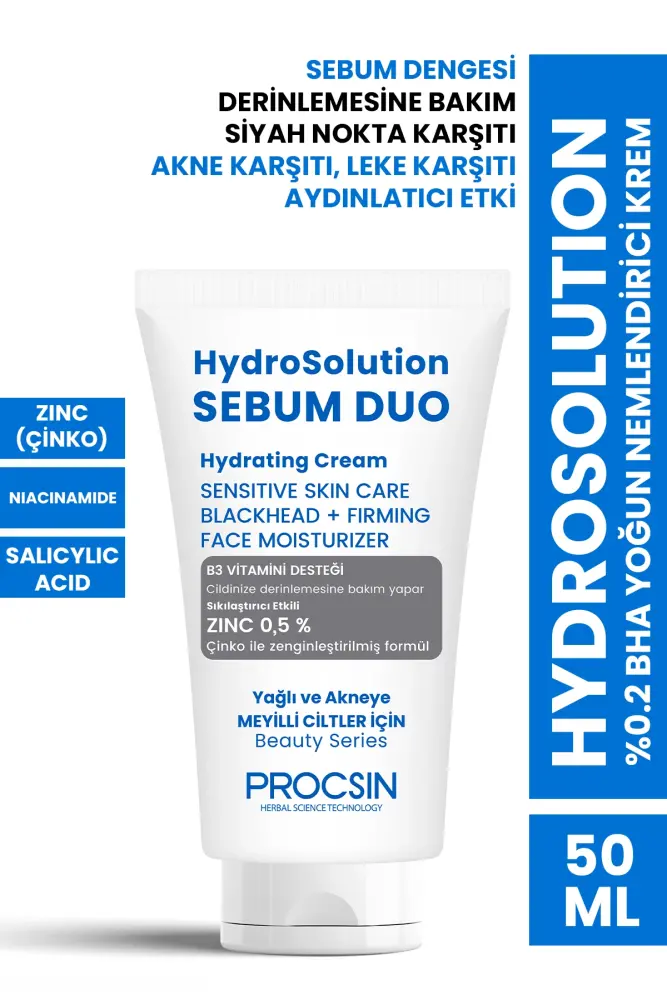 SEBUM DENGESİ
DERİNLEMESİNE BAKIM
SİYAH NOKTA KARŞITI
AKNE KARŞITI, LEKE KARŞITI
AYDINLATICI ETKİ
HydroSolution
SEBUM DUO
Hydrating Cream
SENSITIVE SKIN CARE
BLACKHEAD + FIRMING
FACE MOISTURIZER
B3 VİTAMİNİ DESTEĞİ
Cildinize derinlemesine bakım yapar
Sıkılaştırıcı Etkili
ZINC 0,5 %
Çinko ile zenginleştirilmiş formül
Yağlı ve Akneye
MEYİLLİ CİLTLER İÇİN
Beauty Series
PROCSIN
HERBAL SCIENCE TECHNOLOGY
ZINC
(ÇİNKO)
NIACINAMIDE
SALICYLIC
ACID
HYDROSOLUTION
%0.2 BHA YOĞUN NEMLENDİRİCİ KREM
50
ML